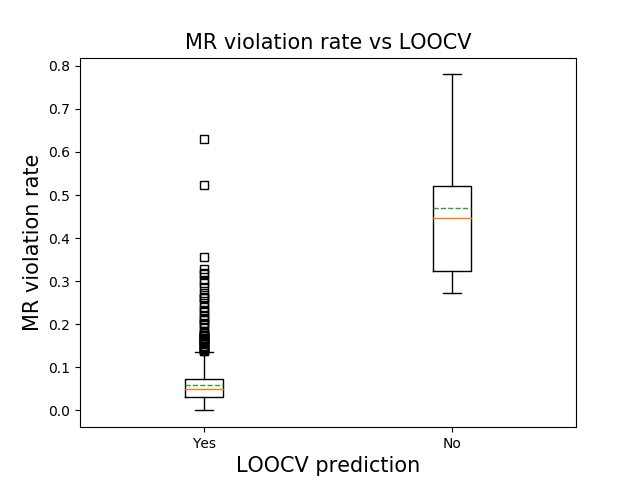 MR violation rate vs LOOCV
MR violation rate
0.8
0.7
0.6
0.5
0.4
0.3
0.2
0.1
0.0
Yes
No
LOOCV prediction